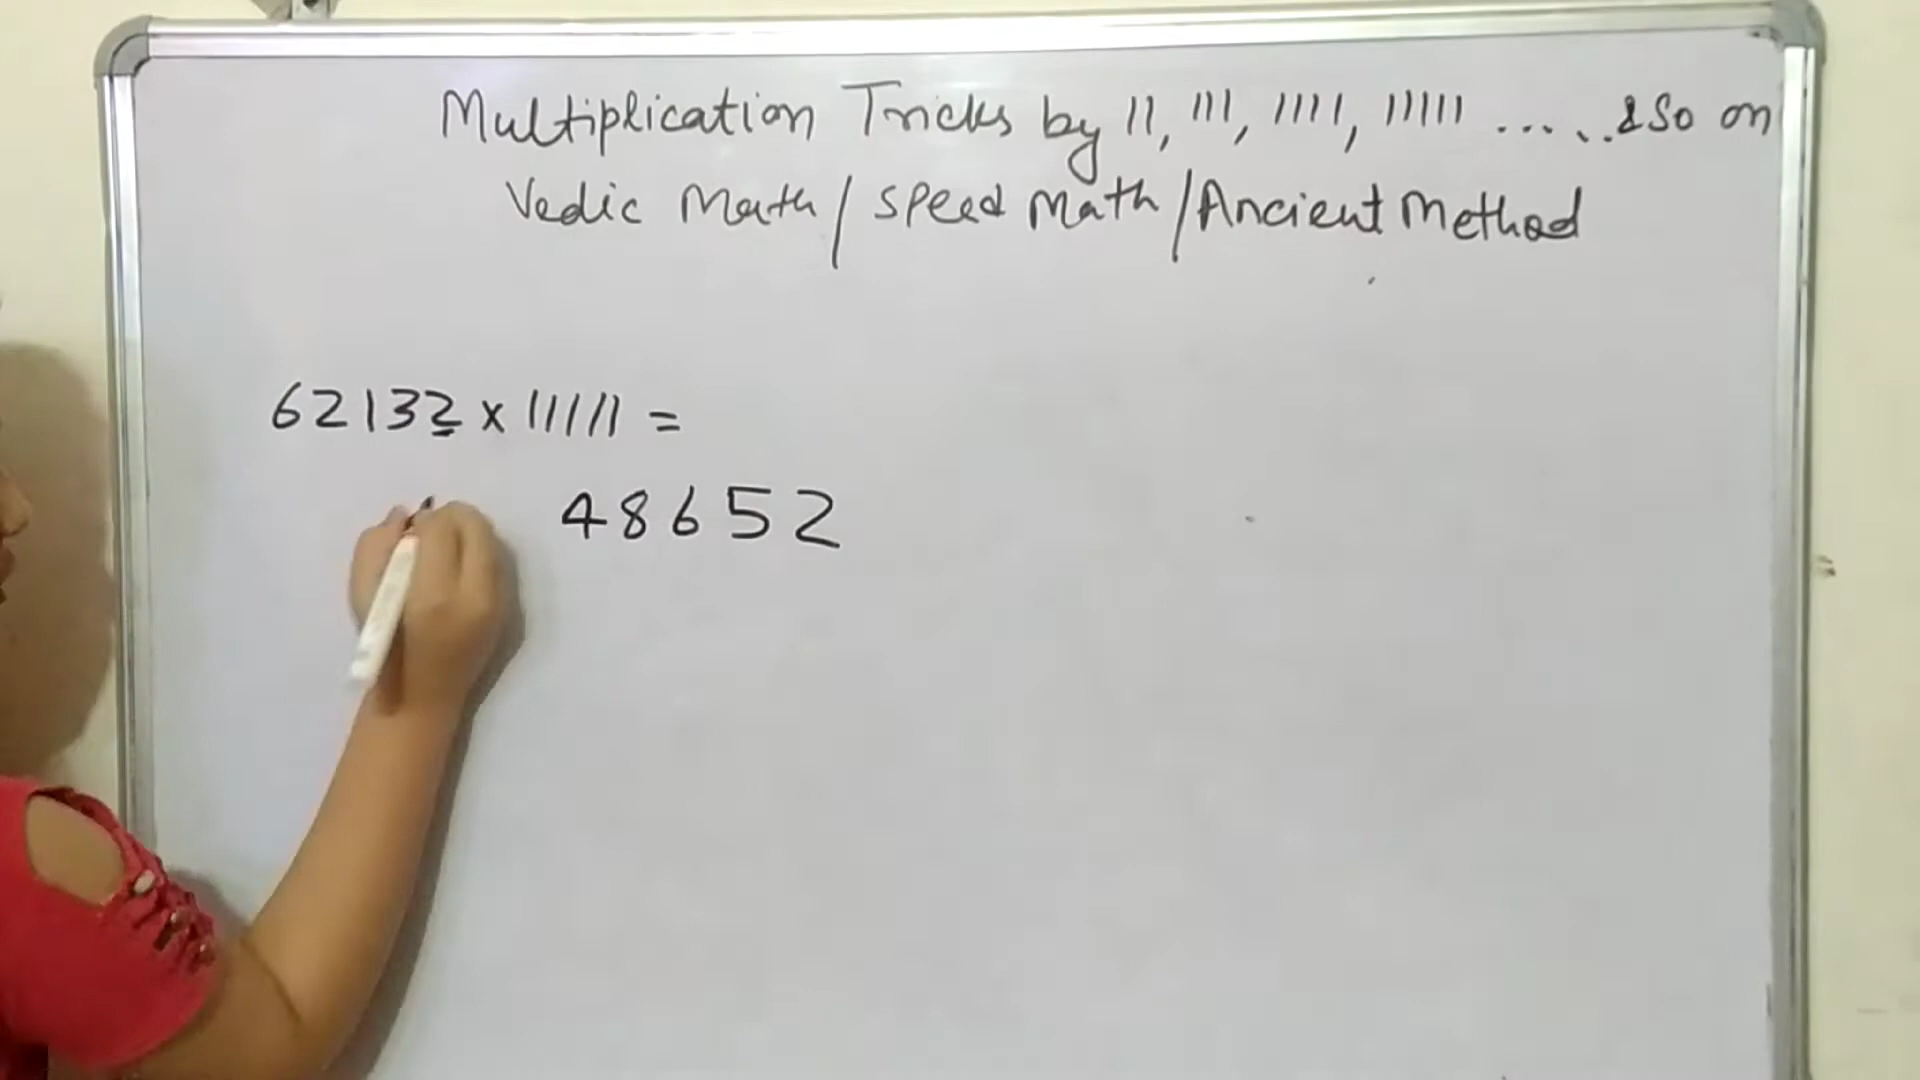 Multiplication Tricks by 11, 111, 1111, 11111 ..... & So on
Vedic Math / Speed Math / Ancient Method
62132 x 11111 =
48652